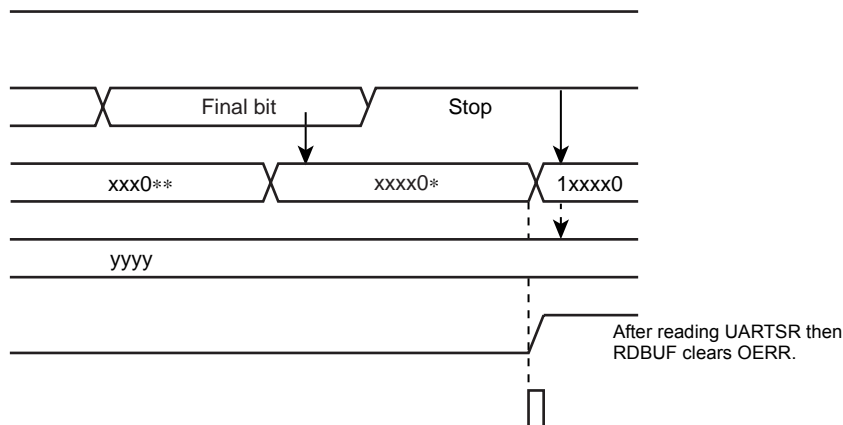 Final bit
Stop
xxx0**
xxxx0*
1xxxx0
yyyy
After reading UARTSR then
RDBUF clears OERR.